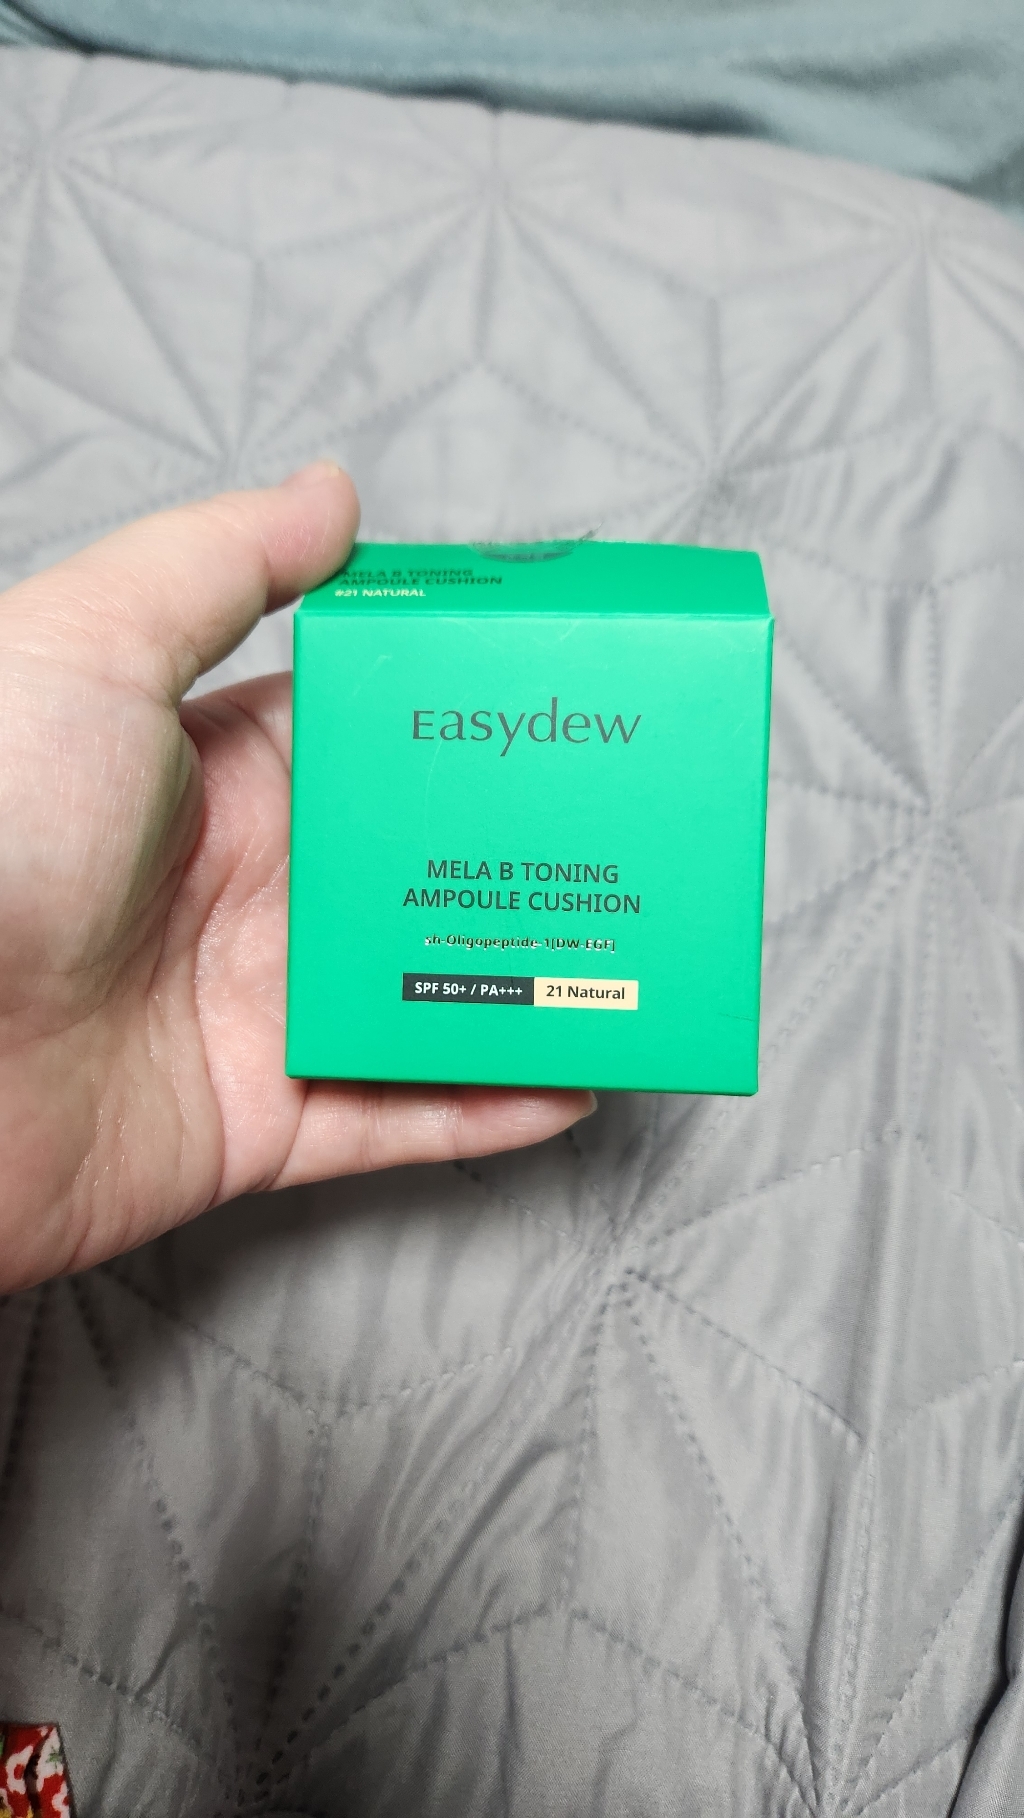 MELA B TONING
AMPOULE CUSHION
#21 NATURAL
Easydew
MELA B TONING
AMPOULE CUSHION
sh-Oligopeptide-1[DW-EGF]
SPF 50+ / PA+++ 21 Natural